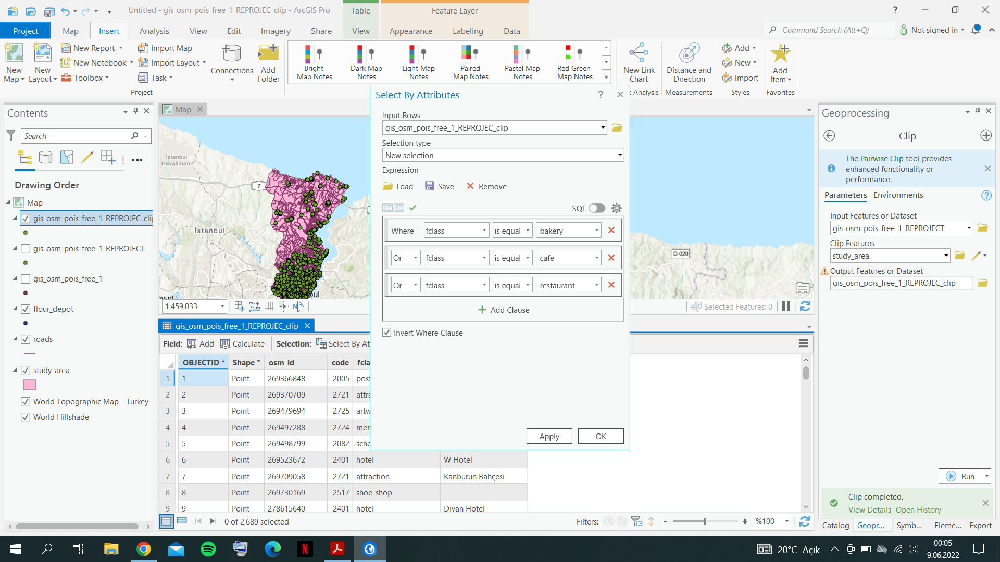 Untitled - gis_osm_pois_free_1_REPROJEC_clip - ArcGIS Pro
Table
Feature Layer
?
Project
Map
Insert
Analysis
View
Edit
Imagery
Share
View
Appearance
Labeling
Data
Command Search (Alt+Q)
Not signed in
New Map
New Layout
New Report
New Notebook
Toolbox
Import Map
Import Layout
Task
Connections
Add Folder
Project
Bright Map Notes
Dark Map Notes
Light Map Notes
Paired Map Notes
Pastel Map Notes
Red Green Map Notes
New Link Chart
Analysis
Distance and Direction
Measurements
Add
New
Import
Styles
Add Item
Favorites
Contents
Search
Drawing Order
Map
gis_osm_pois_free_1_REPROJEC_cli
gis_osm_pois_free_1_REPROJECT
gis_osm_pois_free_1
flour_depot
roads
study_area
World Topographic Map - Turkey
World Hillshade
Map
İstanbul Havalimanı
7
İstanbul
D-020
1:459,033
Selected Features: 0
Select By Attributes
?
Input Rows
gis_osm_pois_free_1_REPROJEC_clip
Selection type
New selection
Expression
Load
Save
Remove
SQL
Where fclass is equal bakery
Or fclass is equal cafe
Or fclass is equal restaurant
Add Clause
Invert Where Clause
Apply
OK
gis_osm_pois_free_1_REPROJEC_clip
Field: Add Calculate Selection: Select By At
OBJECTID * Shape * osm_id code fcla
1 1 Point 269366848 2005 post
2 2 Point 269370709 2721 attra
3 3 Point 269479694 2725 artw
4 4 Point 269497288 2724 mer
5 5 Point 269498799 2082 scho
6 6 Point 269523672 2401 hotel W Hotel
7 7 Point 269709058 2721 attraction Kanburun Bahçesi
8 8 Point 269730169 2517 shoe_shop
9 9 Point 278615640 2401 hotel Divan Hotel
0 of 2,689 selected
Filters:
%100
Geoprocessing
Clip
The Pairwise Clip tool provides
enhanced functionality or
performance.
Parameters
Environments
?
Input Features or Dataset
gis_osm_pois_free_1_REPROJECT
Clip Features
study_area
Output Features or Dataset
gis_osm_pois_free_1_REPROJEC_clip
Run
Clip completed.
View Details
Open History
Catalog
Geopr...
Symb...
Eleme...
Export
20°C Açık
00:05
9.06.2022